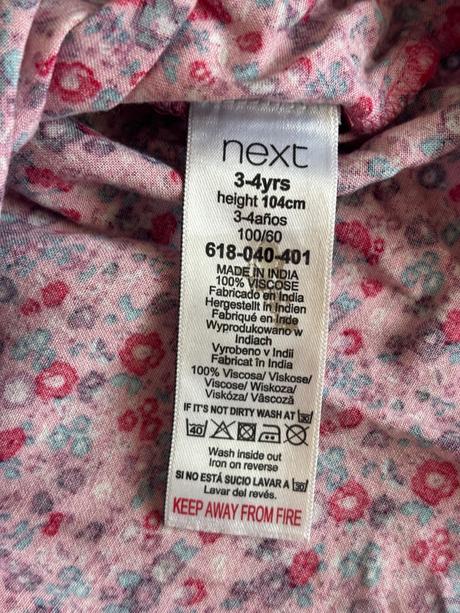 next
3-4yrs
height 104cm
3-4años
100/60
618-040-401
MADE IN INDIA
100% VISCOSE
Fabricado en India
Hergestellt in Indien
Fabriqué en Inde
Wyprodukowano w
Indiach
Vyrobeno v Indii
Fabricat în India
100% Viscosa/ Viskose/
Viscose/ Wiskoza/
Viskóza/ Vâscoză
IF IT'S NOT DIRTY WASH AT 30
40
Wash inside out
Iron on reverse
SI NO ESTÁ SUCIO LAVAR A 30
Lavar del revés.
KEEP AWAY FROM FIRE